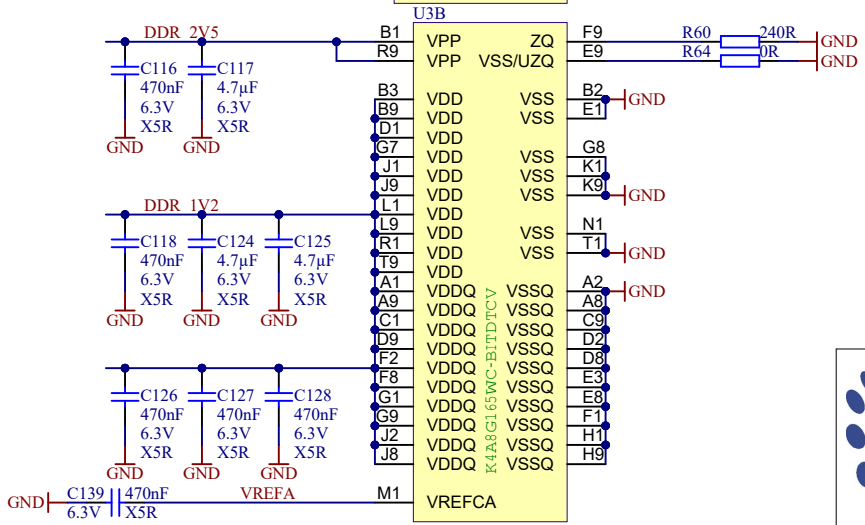 U3B
DDR_2V5
B1 VPP ZQ F9 R60 240R GND
R9 VPP VSS/UZQ E9 R64 0R GND
C116 C117
470nF 4.7µF
6.3V 6.3V
X5R X5R
GND GND
B3 VDD VSS B2 GND
B9 VDD VSS E1
D1 VDD
G7 VDD VSS G8
J1 VDD VSS K1
J9 VDD VSS K9 GND
DDR_1V2
L1 VDD
L9 VDD VSS N1
R1 VDD VSS T1 GND
T9 VDD
C118 C124 C125
470nF 4.7µF 4.7µF
6.3V 6.3V 6.3V
X5R X5R X5R
GND GND GND
A1 VDDQ VSSQ A2 GND
A9 VDDQ VSSQ A8
C1 VDDQ VSSQ C9
D9 VDDQ VSSQ D2
F2 VDDQ VSSQ D8
F8 VDDQ VSSQ E3
G1 VDDQ VSSQ E8
G9 VDDQ VSSQ F1
J2 VDDQ VSSQ H1
J8 VDDQ VSSQ H9
K4A8G165WC-BITDTCV
C126 C127 C128
470nF 470nF 470nF
6.3V 6.3V 6.3V
X5R X5R X5R
GND GND GND
GND C139 470nF VREFA M1 VREFCA
6.3V X5R